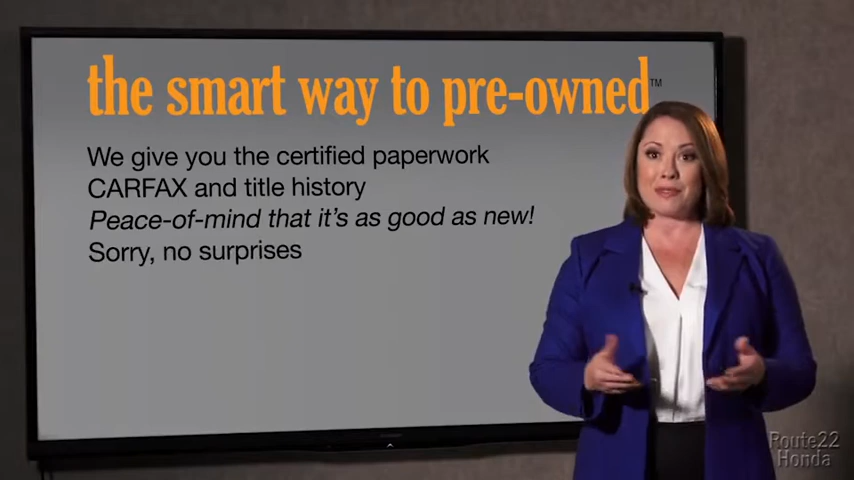 the smart way to pre-owned™
We give you the certified paperwork
CARFAX and title history
Peace-of-mind that it's as good as new!
Sorry, no surprises
Route22
Honda